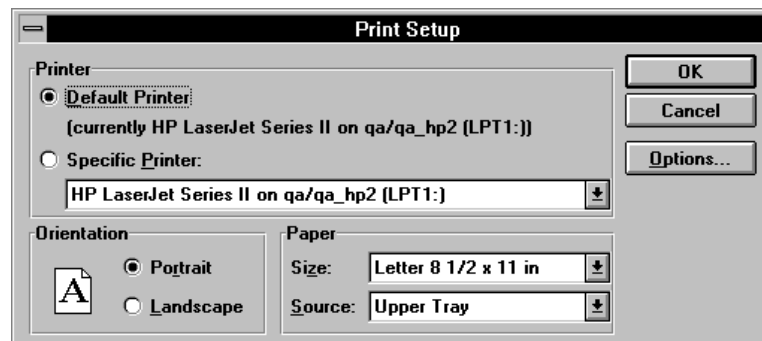 Print Setup
Printer
Default Printer
(currently HP LaserJet Series II on qa/qa_hp2 (LPT1:))
Specific Printer:
HP LaserJet Series II on qa/qa_hp2 (LPT1:)
OK
Cancel
Options...
Orientation
A
Portrait
Landscape
Paper
Size: Letter 8 1/2 x 11 in
Source: Upper Tray